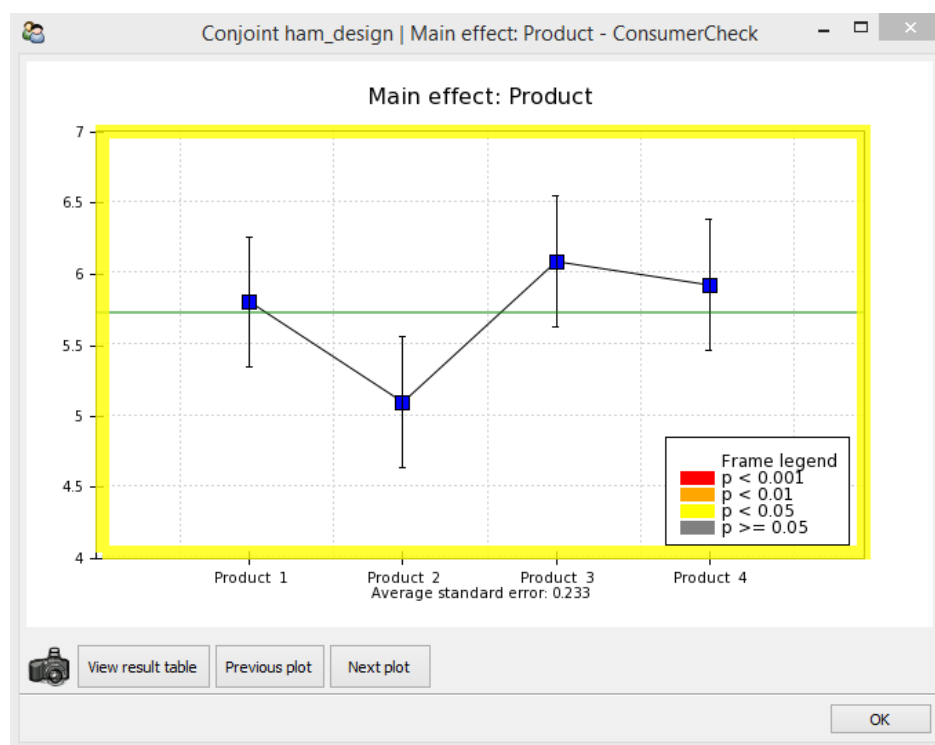 Conjoint ham_design | Main effect: Product - ConsumerCheck
Main effect: Product
7
6.5
6
5.5
5
4.5
4
Frame legend
p < 0.001
p < 0.01
p < 0.05
p >= 0.05
Product 1 Product 2 Product 3 Product 4
Average standard error: 0.233
View result table Previous plot Next plot
OK